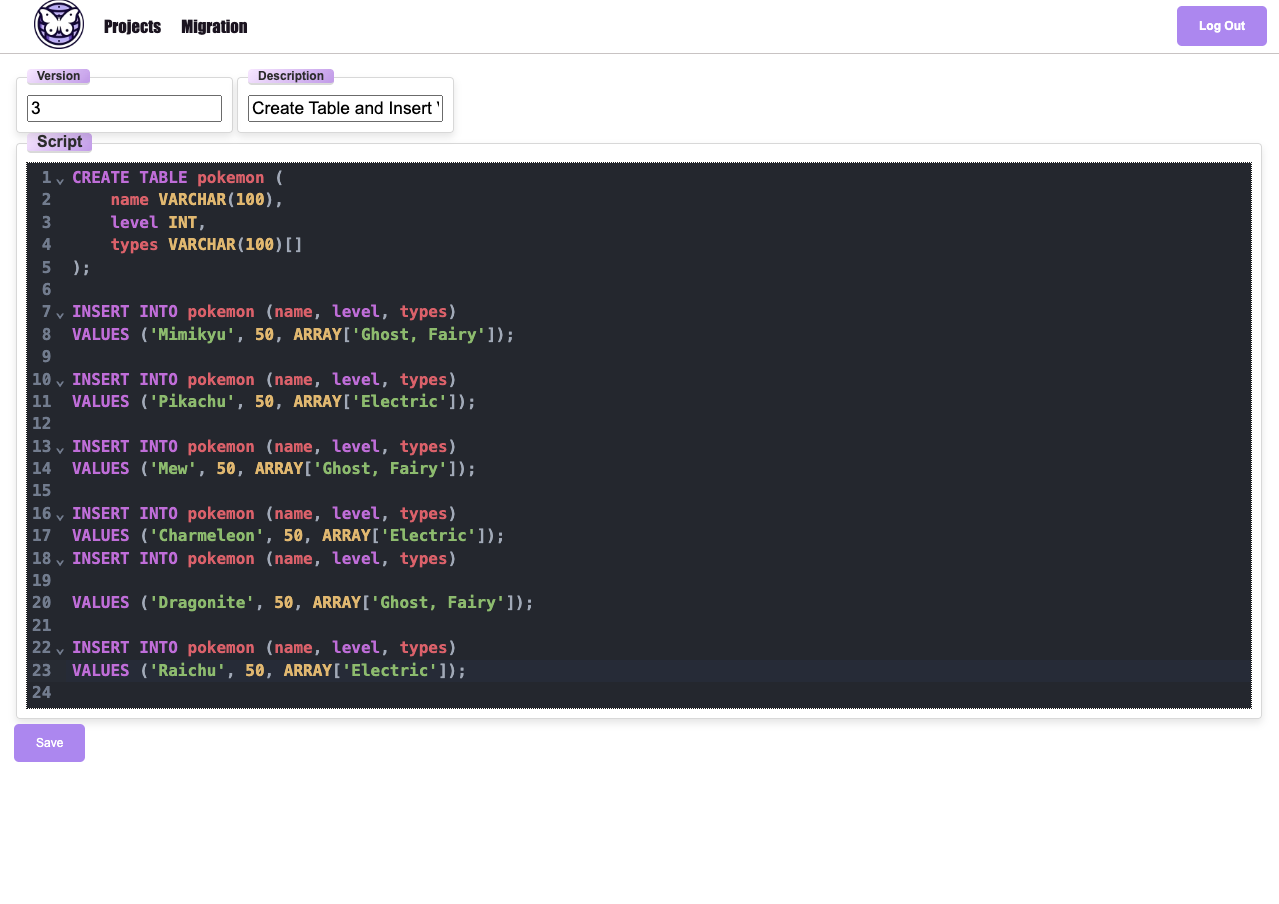 Projects Migration Log Out
Version Description
3 Create Table and Insert
Script
1 CREATE TABLE pokemon (
2     name VARCHAR(100),
3     level INT,
4     types VARCHAR(100)[]
5 );
6
7 INSERT INTO pokemon (name, level, types)
8 VALUES ('Mimikyu', 50, ARRAY['Ghost, Fairy']);
9
10 INSERT INTO pokemon (name, level, types)
11 VALUES ('Pikachu', 50, ARRAY['Electric']);
12
13 INSERT INTO pokemon (name, level, types)
14 VALUES ('Mew', 50, ARRAY['Ghost, Fairy']);
15
16 INSERT INTO pokemon (name, level, types)
17 VALUES ('Charmeleon', 50, ARRAY['Electric']);
18 INSERT INTO pokemon (name, level, types)
19
20 VALUES ('Dragonite', 50, ARRAY['Ghost, Fairy']);
21
22 INSERT INTO pokemon (name, level, types)
23 VALUES ('Raichu', 50, ARRAY['Electric']);
24
Save